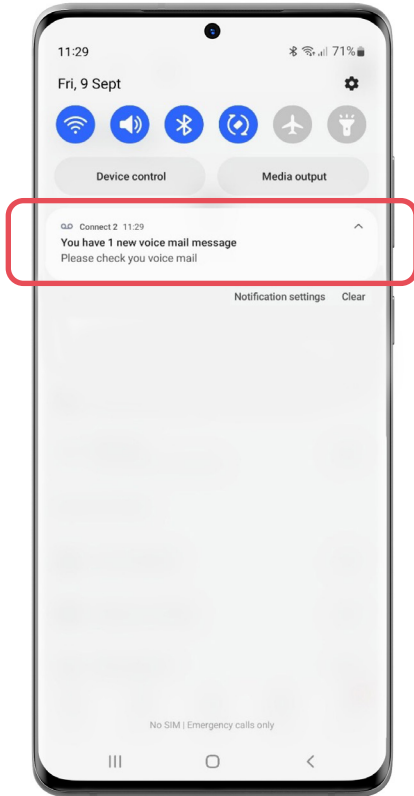 11:29 71%
Fri, 9 Sept
Device control Media output
Connect 2 11:29
You have 1 new voice mail message
Please check you voice mail
Notification settings Clear
No SIM | Emergency calls only